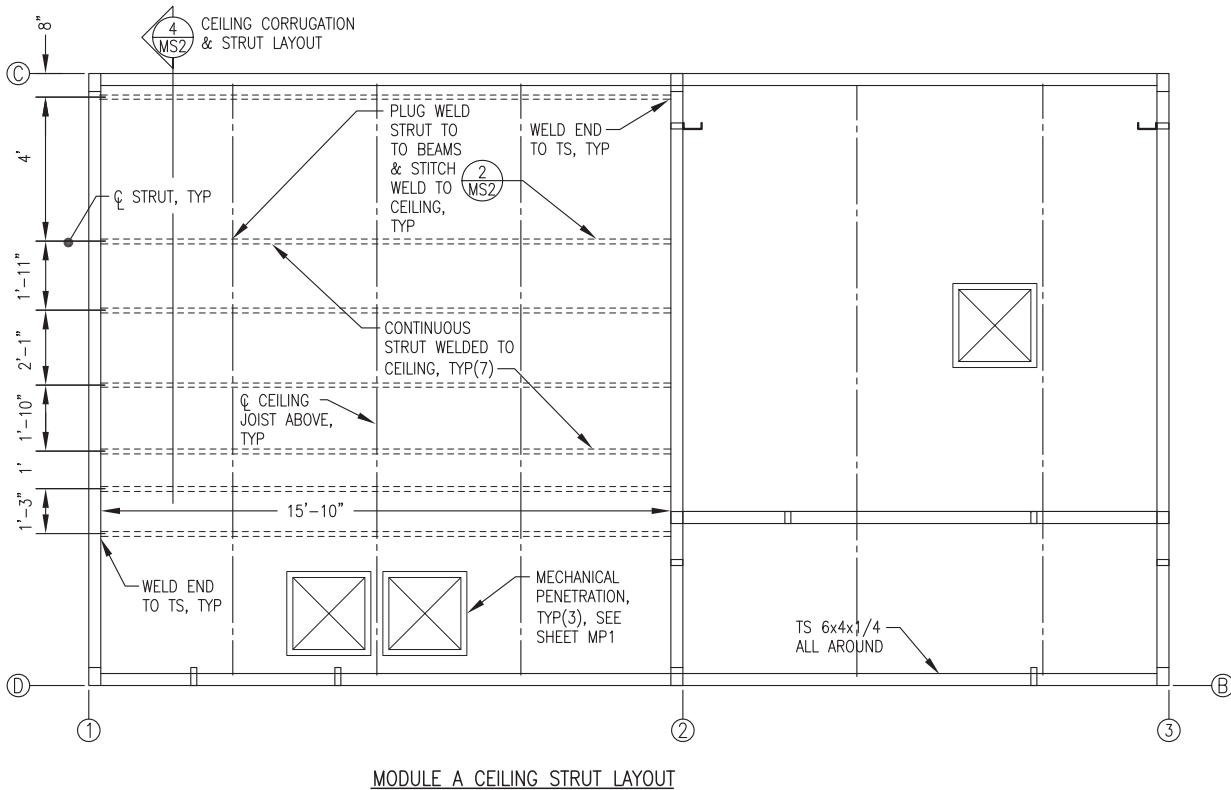 8"
4
MS2
CEILING CORRUGATION
& STRUT LAYOUT
C
4'
PLUG WELD
STRUT TO
TO BEAMS
& STITCH
WELD TO
CEILING,
TYP
2
MS2
WELD END
TO TS, TYP
℄ STRUT, TYP
1'-11"
2'-1"
CONTINUOUS
STRUT WELDED TO
CEILING, TYP(7)
1'-10"
℄ CEILING
JOIST ABOVE,
TYP
1'
1'-3"
15'-10"
WELD END
TO TS, TYP
MECHANICAL
PENETRATION,
TYP(3), SEE
SHEET MP1
TS 6x4x1/4
ALL AROUND
D
B
1
2
3
MODULE A CEILING STRUT LAYOUT